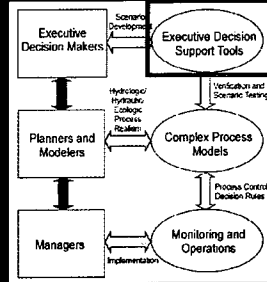 Scenario
Development
Executive
Decision Makers
Executive Decision
Support Tools
Hydrologic/
Hydraulic
Ecologic
Process
Realism
Verification and
Scenario Testing
Planners and
Modelers
Complex Process
Models
Process Control
Decision Rules
Managers
Monitoring and
Operations
Implementation